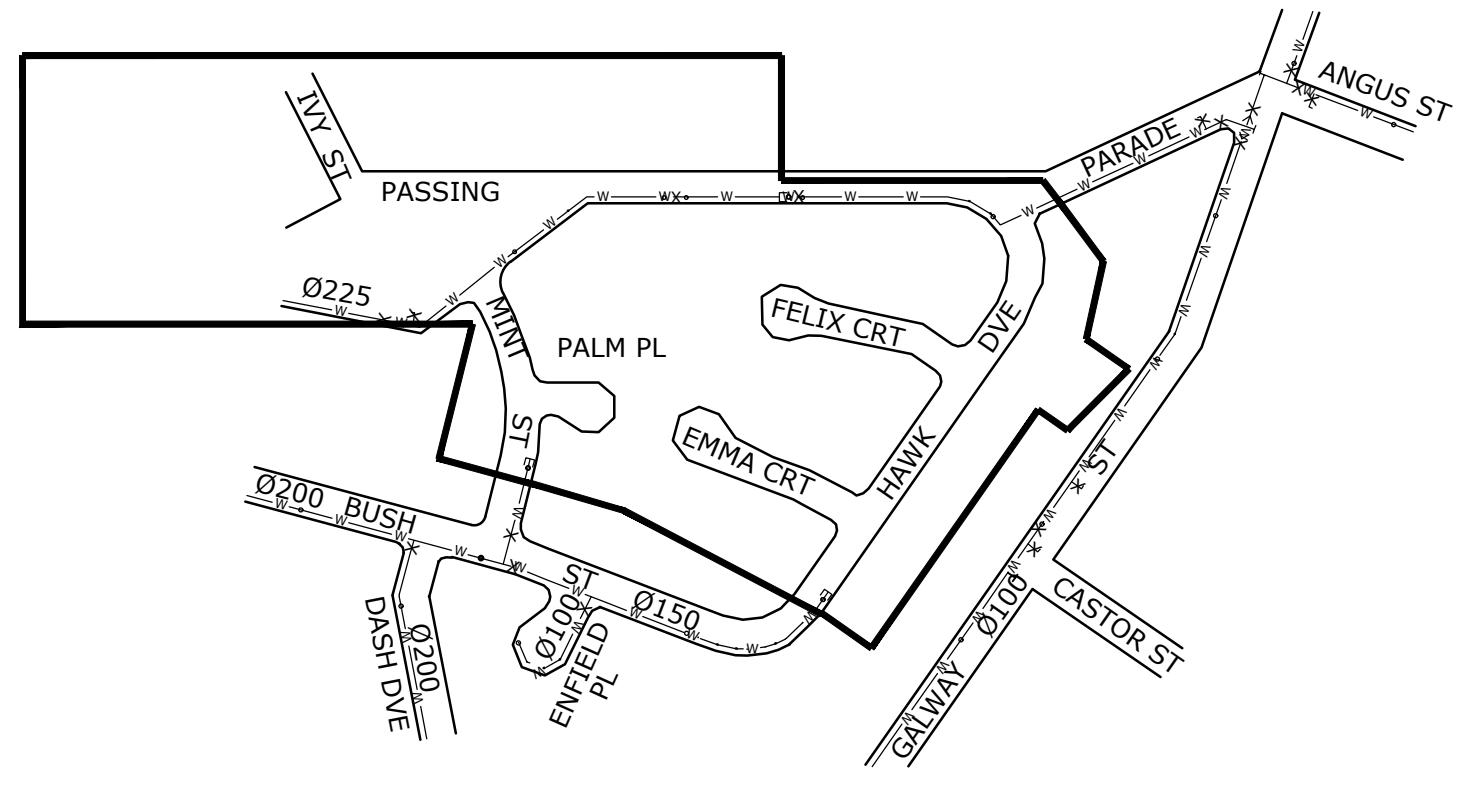 ANGUS ST
PARADE
IVY ST
PASSING
W W W W W
Ø225
MINT
ST
PALM PL
FELIX CRT
DVE
HAWK
EMMA CRT
Ø200 BUSH
ST
Ø150
Ø100
ENFIELD
PL
DASH DVE
Ø200
ST
CASTOR ST
Ø100
GALWAY